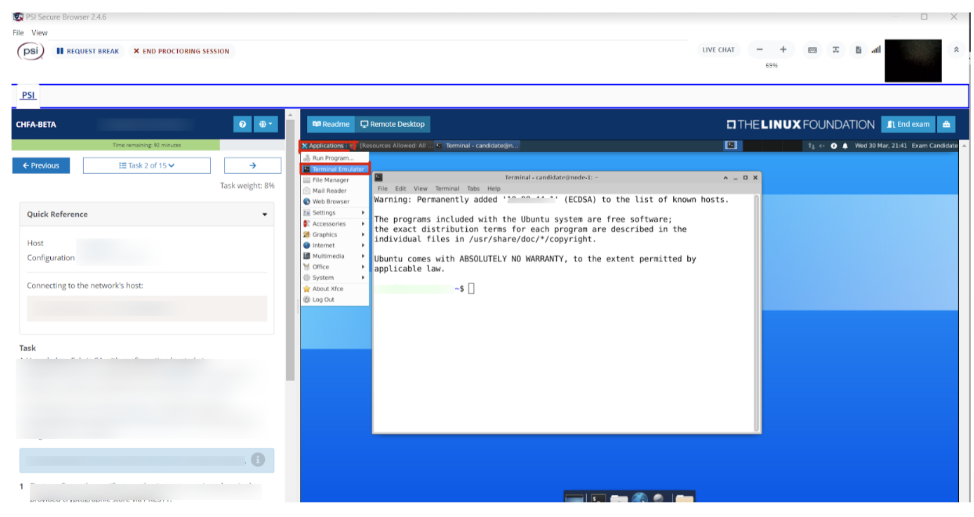 PSI Secure Browser 2.4.6
File View
psi REQUEST BREAK × END PROCTORING SESSION LIVE CHAT − +
69%
PSI
CHFA-BETA
Time remaining: 92 minutes
← Previous Task 2 of 15 →
Task weight: 8%
Quick Reference
Host
Configuration
Connecting to the network's host:
Task
1
Readme Remote Desktop THE LINUX FOUNDATION End exam
Applications [Resources Allowed: All ... Terminal - candidate@n... Wed 30 Mar, 21:41 Exam Candidate
Run Program...
Terminal Emulator
File Manager
Mail Reader
Web Browser
Settings
Accessories
Graphics
Internet
Multimedia
Office
System
About Xfce
Log Out
Terminal - candidate@node-1: ~
File Edit View Terminal Tabs Help
Warning: Permanently added (ECDSA) to the list of known hosts.
The programs included with the Ubuntu system are free software;
the exact distribution terms for each program are described in the
individual files in /usr/share/doc/*/copyright.
Ubuntu comes with ABSOLUTELY NO WARRANTY, to the extent permitted by
applicable law.
~$